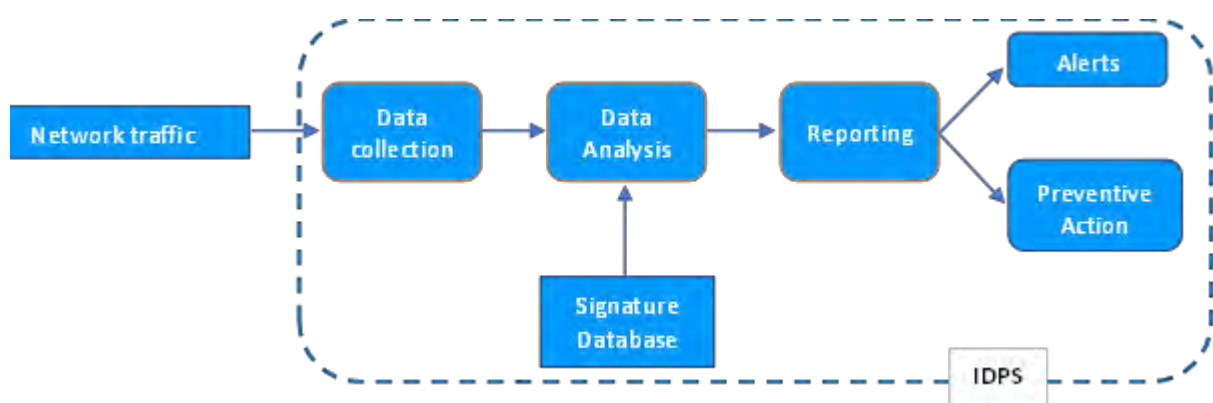 Network traffic
Data
collection
Data
Analysis
Reporting
Alerts
Preventive
Action
Signature
Database
IDPS